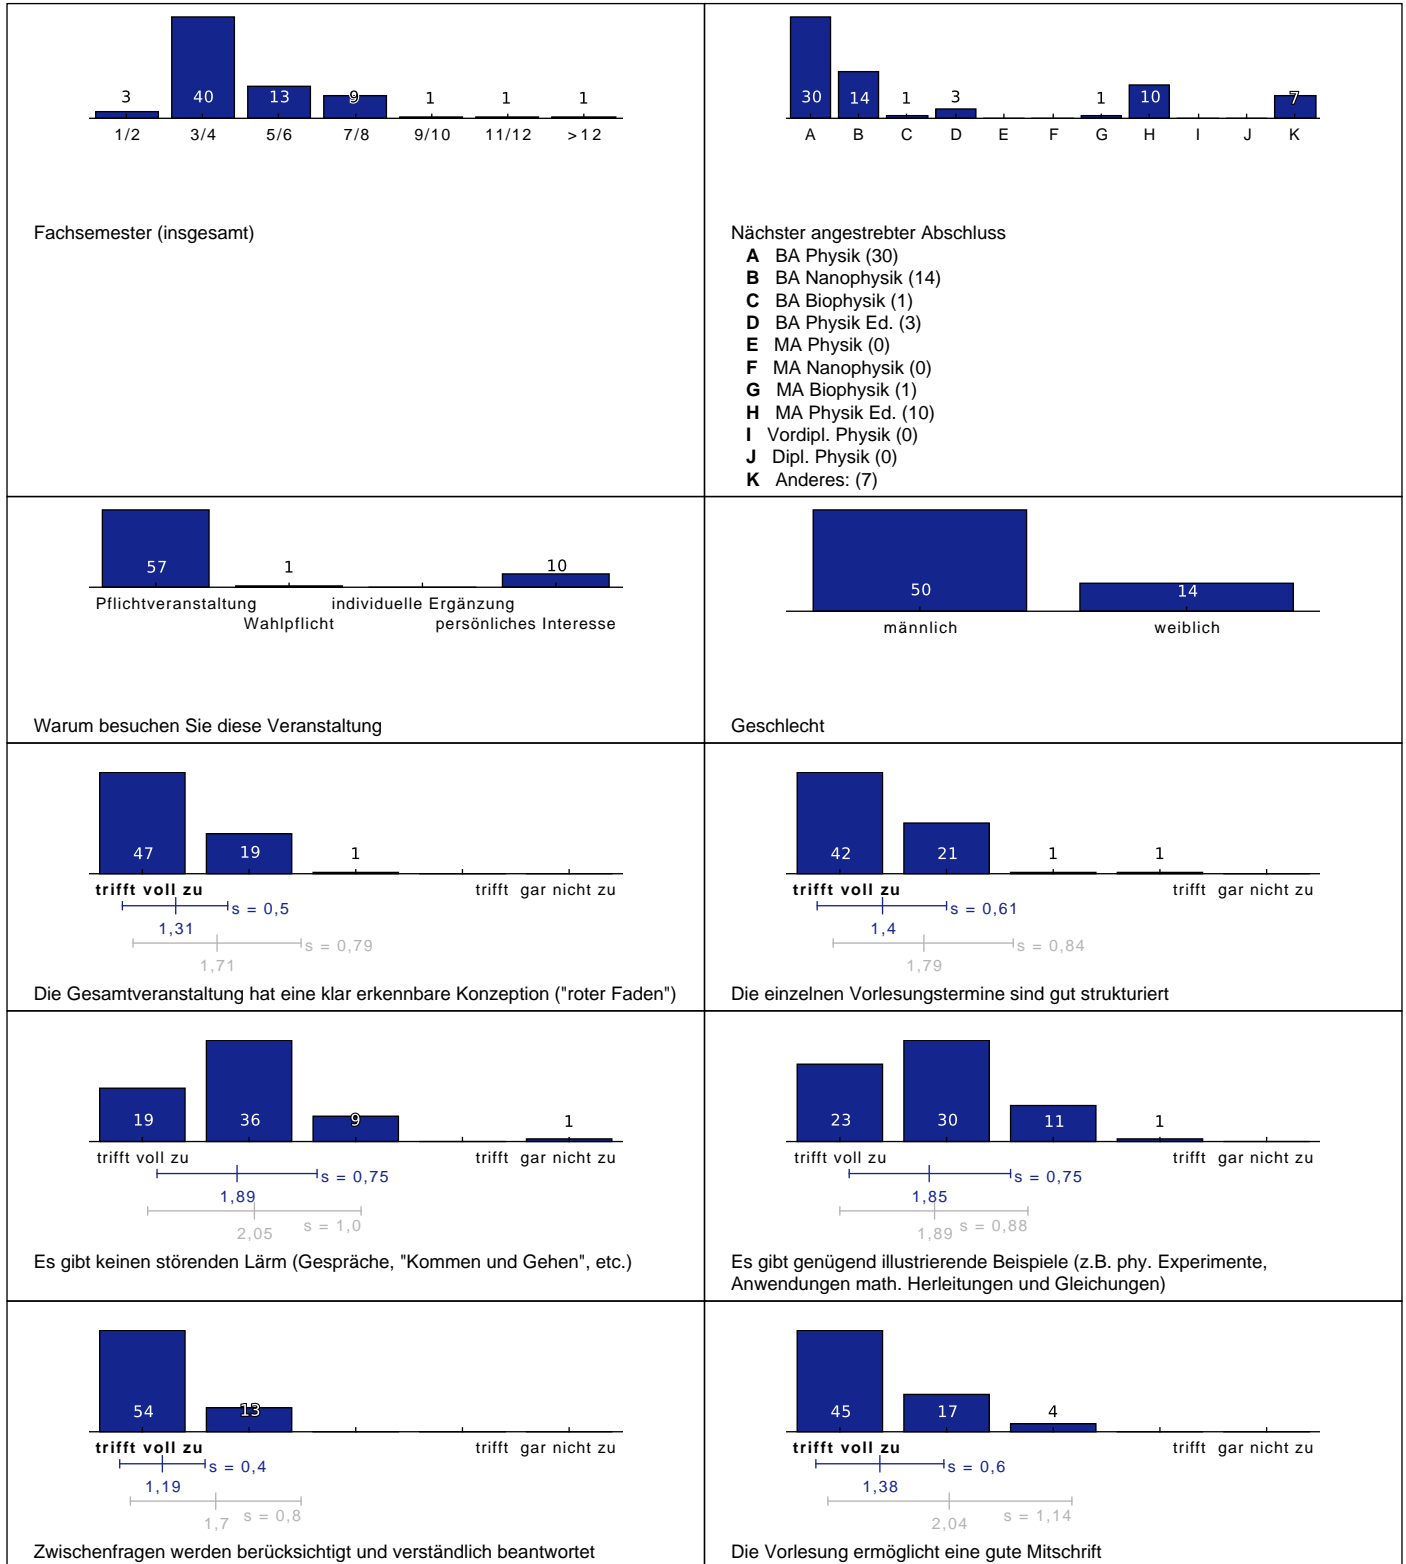 3 40 13 9 1 1 1
1/2 3/4 5/6 7/8 9/10 11/12 >12
Fachsemester (insgesamt)
30 14 1 3 1 10 7
A B C D E F G H I J K
Nächster angestrebter Abschluss
A BA Physik (30)
B BA Nanophysik (14)
C BA Biophysik (1)
D BA Physik Ed. (3)
E MA Physik (0)
F MA Nanophysik (0)
G MA Biophysik (1)
H MA Physik Ed. (10)
I Vordipl. Physik (0)
J Dipl. Physik (0)
K Anderes: (7)
57 1 10
Pflichtveranstaltung individuelle Ergänzung
Wahlpflicht persönliches Interesse
Warum besuchen Sie diese Veranstaltung
50 14
männlich weiblich
Geschlecht
47 19 1
trifft voll zu trifft gar nicht zu
s = 0,5
1,31
s = 0,79
1,71
Die Gesamtveranstaltung hat eine klar erkennbare Konzeption ("roter Faden")
42 21 1 1
trifft voll zu trifft gar nicht zu
s = 0,61
1,4
s = 0,84
1,79
Die einzelnen Vorlesungstermine sind gut strukturiert
19 36 9 1
trifft voll zu trifft gar nicht zu
s = 0,75
1,89
s = 1,0
2,05
Es gibt keinen störenden Lärm (Gespräche, "Kommen und Gehen", etc.)
23 30 11 1
trifft voll zu trifft gar nicht zu
s = 0,75
1,85
s = 0,88
1,89
Es gibt genügend illustrierende Beispiele (z.B. phy. Experimente,
Anwendungen math. Herleitungen und Gleichungen)
54 13
trifft voll zu trifft gar nicht zu
s = 0,4
1,19
s = 0,8
1,7
Zwischenfragen werden berücksichtigt und verständlich beantwortet
45 17 4
trifft voll zu trifft gar nicht zu
s = 0,6
1,38
s = 1,14
2,04
Die Vorlesung ermöglicht eine gute Mitschrift